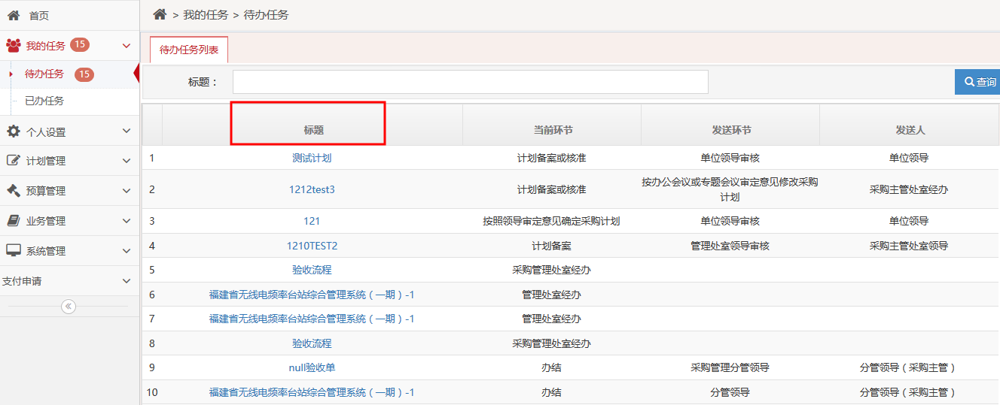 首页
我的任务 15
待办任务 15
已办任务
个人设置
计划管理
预算管理
业务管理
系统管理
支付申请
> 我的任务 > 待办任务
待办任务列表
标题： 查询
标题 当前环节 发送环节 发送人
1 测试计划 计划备案或核准 单位领导审核 单位领导
2 1212test3 计划备案或核准 按办公会议或专题会议审定意见修改采购计划 采购主管处室经办
3 121 按照领导审定意见确定采购计划 单位领导审核 单位领导
4 1210TEST2 计划备案 管理处室领导审核 采购主管处室领导
5 验收流程 采购管理处室经办
6 福建省无线电频率台站综合管理系统（一期）-1 管理处室经办
7 福建省无线电频率台站综合管理系统（一期）-1 管理处室经办
8 验收流程 采购管理处室经办
9 null验收单 办结 采购管理分管领导 分管领导（采购主管）
10 福建省无线电频率台站综合管理系统（一期）-1 办结 分管领导 分管领导（采购主管）